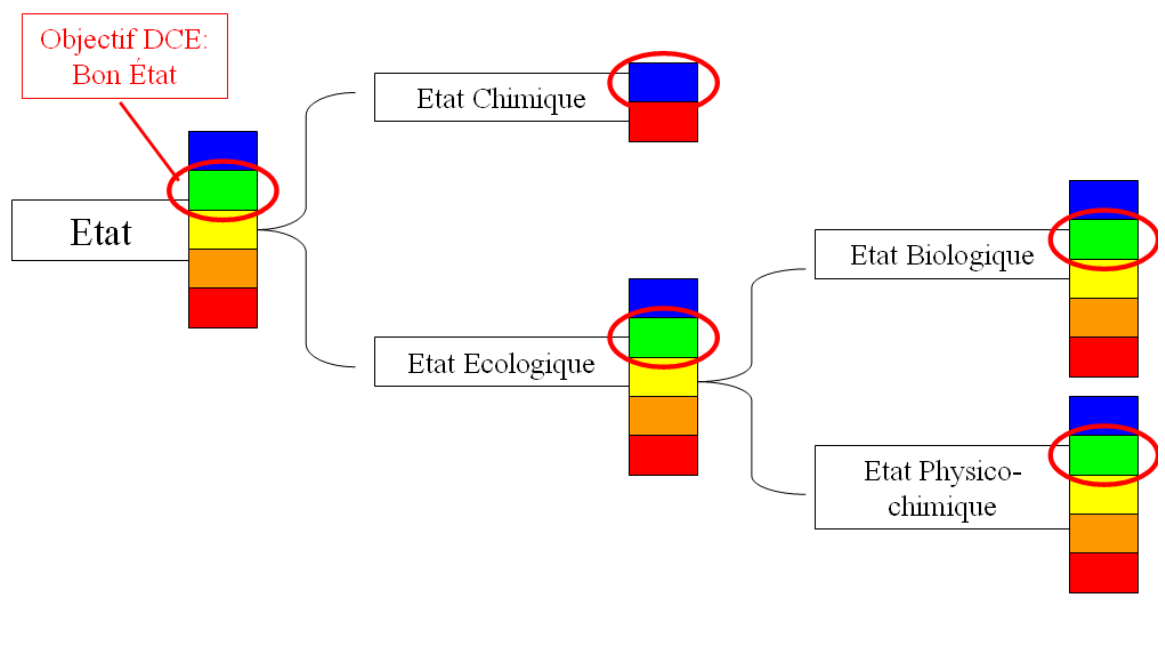 Objectif DCE:
Bon État
Etat Chimique
Etat
Etat Biologique
Etat Ecologique
Etat Physico-
chimique